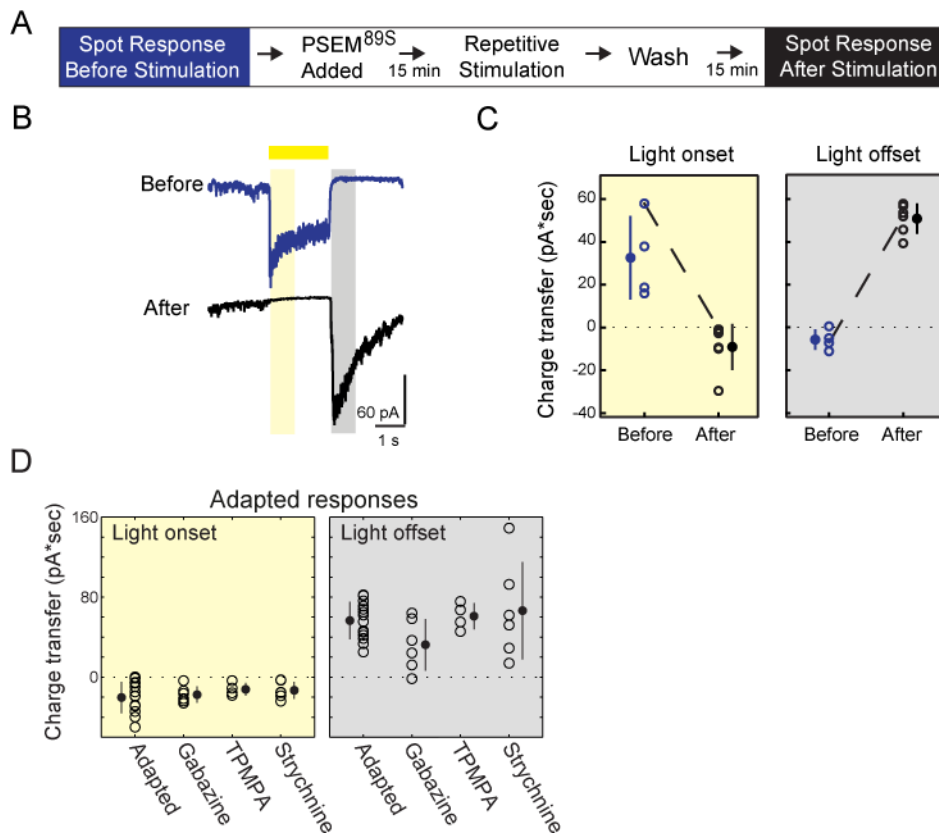 A
Spot Response
Before Stimulation
PSEM89S
Added
15 min
Repetitive
Stimulation
Wash
15 min
Spot Response
After Stimulation
B
Before
After
60 pA
1 s
C
Light onset
Light offset
Charge transfer (pA*sec)
60
40
20
0
-20
-40
Before
After
Before
After
D
Adapted responses
Light onset
Light offset
Charge transfer (pA*sec)
160
80
0
Adapted
Gabazine
TPMPA
Strychnine
Adapted
Gabazine
TPMPA
Strychnine